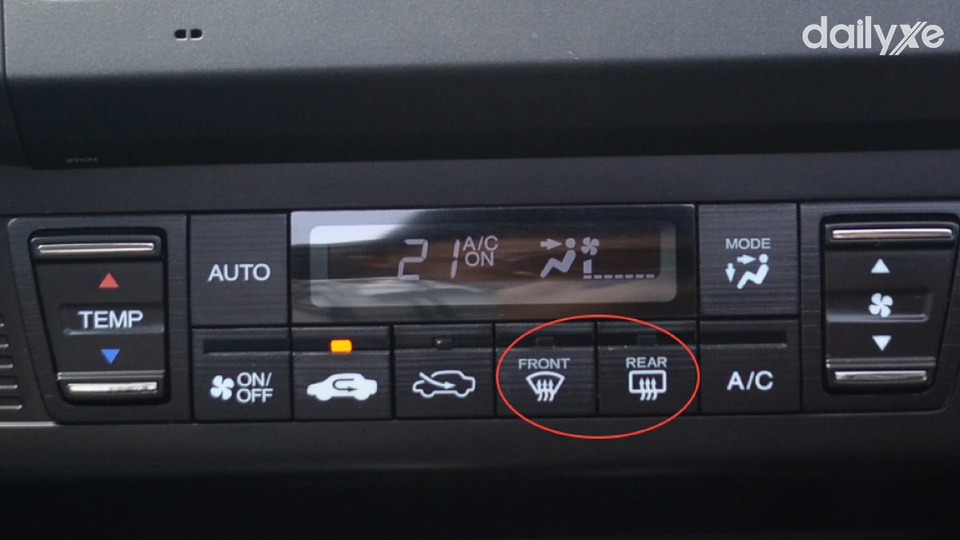 dailyxe
AUTO
21 A/C
ON
MODE
TEMP
ON/
OFF
FRONT
REAR
A/C